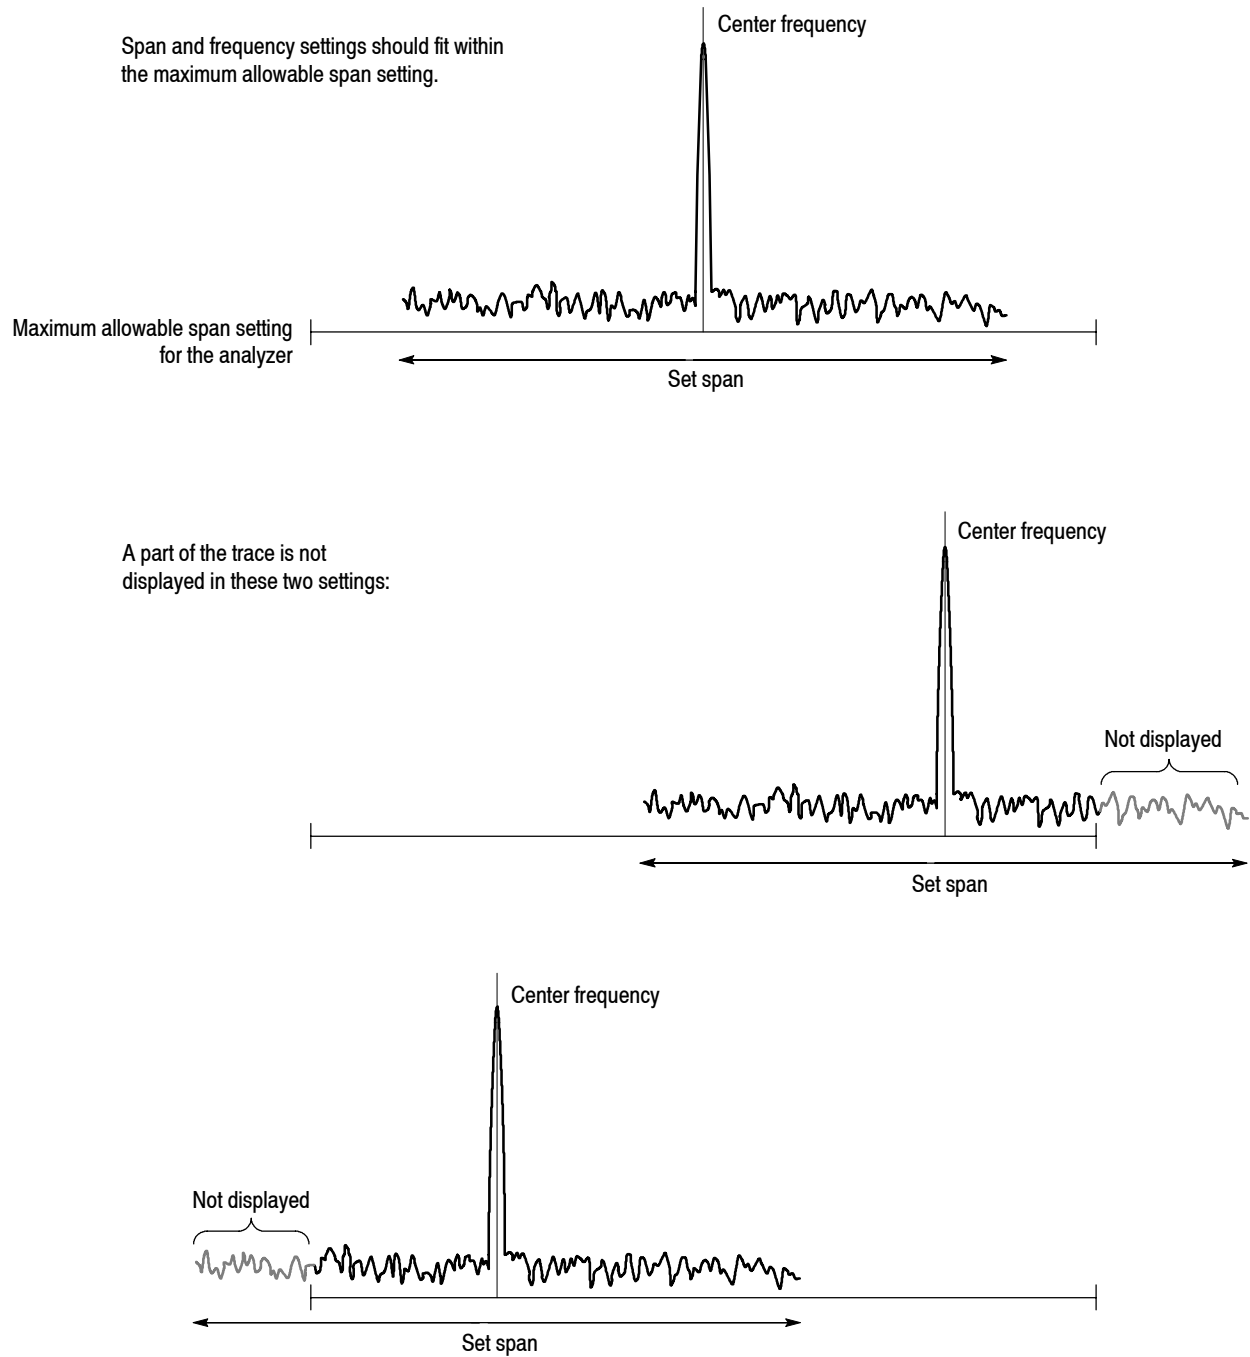 Center frequency
Span and frequency settings should fit within
the maximum allowable span setting.
Maximum allowable span setting
for the analyzer
Set span
Center frequency
A part of the trace is not
displayed in these two settings:
Not displayed
Set span
Center frequency
Not displayed
Set span